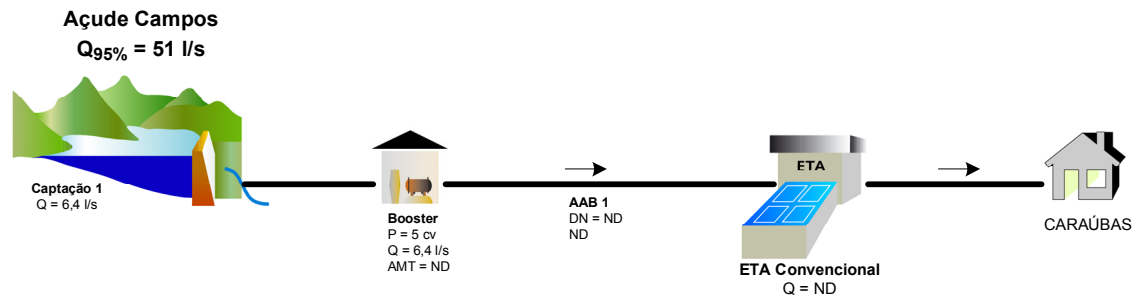 Açude Campos
Q95% = 51 l/s
Captação 1
Q = 6,4 l/s
Booster
P = 5 cv
Q = 6,4 l/s
AMT = ND
AAB 1
DN = ND
ND
ETA
ETA Convencional
Q = ND
CARAÚBAS